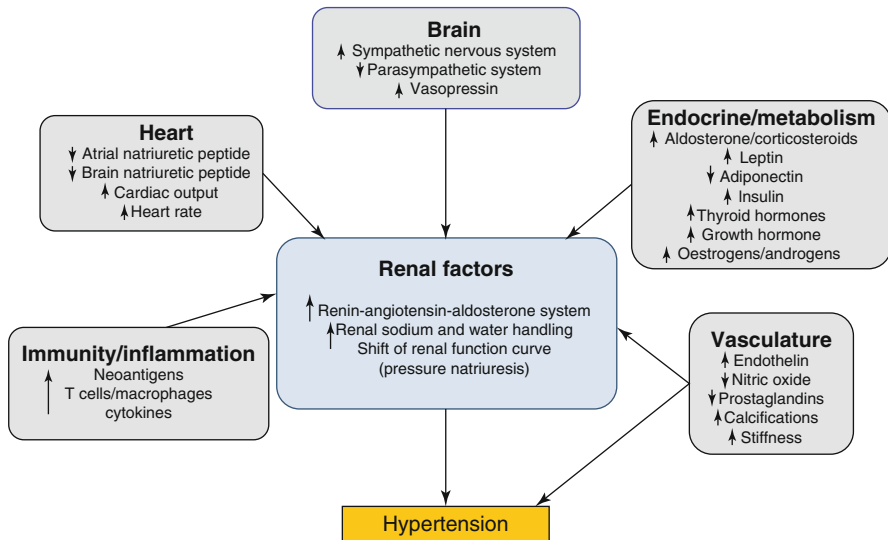 Brain
↑ Sympathetic nervous system
↓ Parasympathetic system
↑ Vasopressin
Heart
↓ Atrial natriuretic peptide
↓ Brain natriuretic peptide
↑ Cardiac output
↑ Heart rate
Endocrine/metabolism
↑ Aldosterone/corticosteroids
↑ Leptin
↓ Adiponectin
↑ Insulin
↑ Thyroid hormones
↑ Growth hormone
↑ Oestrogens/androgens
Renal factors
↑ Renin-angiotensin-aldosterone system
↑ Renal sodium and water handling
Shift of renal function curve
(pressure natriuresis)
Immunity/inflammation
↑ Neoantigens
T cells/macrophages
cytokines
Vasculature
↑ Endothelin
↓ Nitric oxide
↓ Prostaglandins
↑ Calcifications
↑ Stiffness
Hypertension